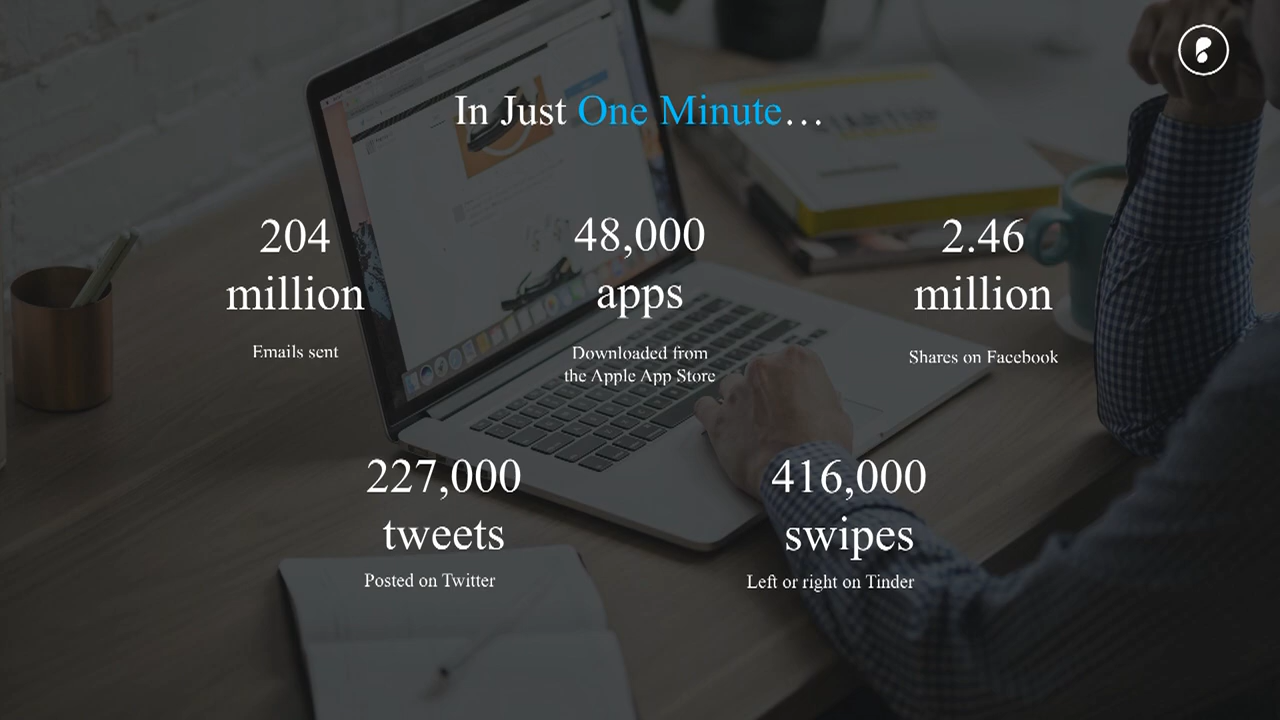 In Just One Minute…
204
million
Emails sent
48,000
apps
Downloaded from
the Apple App Store
2.46
million
Shares on Facebook
227,000
tweets
Posted on Twitter
416,000
swipes
Left or right on Tinder